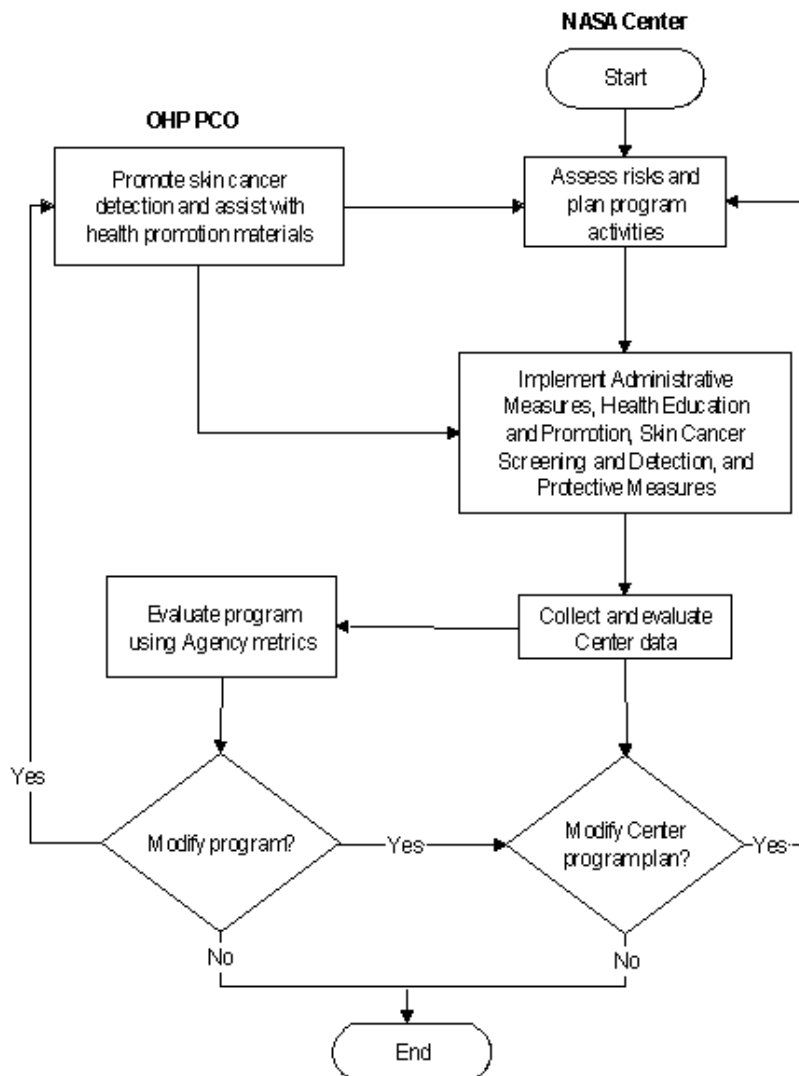 NASA Center
Start
OHP PCO
Promote skin cancer
detection and assist with
health promotion materials
Assess risks and
plan program
activities
Implement Administrative
Measures, Health Education
and Promotion, Skin Cancer
Screening and Detection, and
Protective Measures
Evaluate program
using Agency metrics
Collect and evaluate
Center data
Yes
Modify program?
Yes
Modify Center
program plan?
Yes
No
No
End